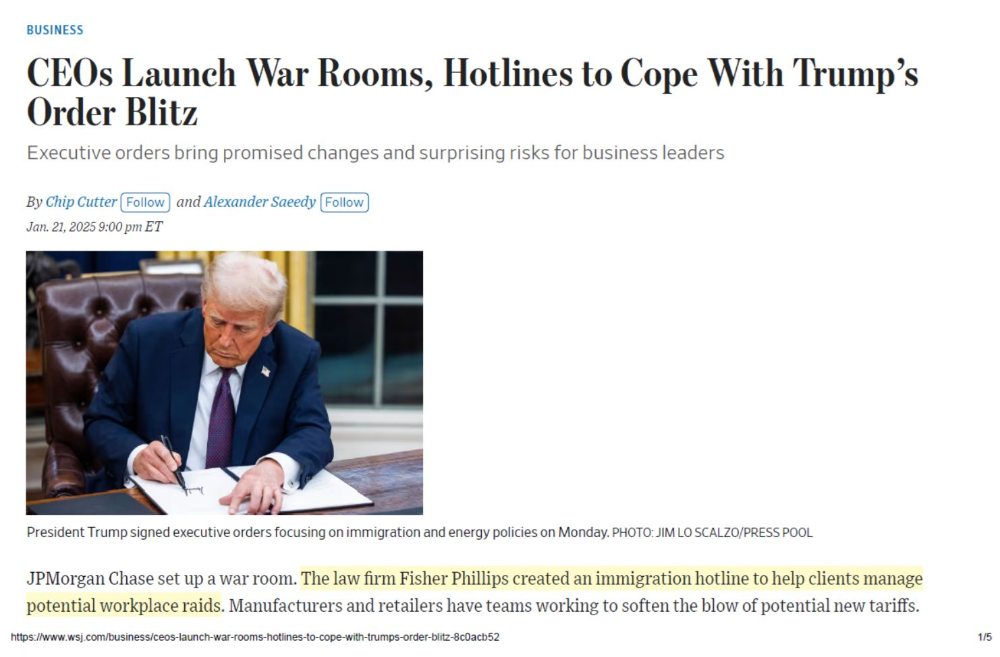 BUSINESS
CEOs Launch War Rooms, Hotlines to Cope With Trump’s
Order Blitz
Executive orders bring promised changes and surprising risks for business leaders
By Chip Cutter Follow and Alexander Saeedy Follow
Jan. 21, 2025 9:00 pm ET
President Trump signed executive orders focusing on immigration and energy policies on Monday. PHOTO: JIM LO SCALZO/PRESS POOL
JPMorgan Chase set up a war room. The law firm Fisher Phillips created an immigration hotline to help clients manage
potential workplace raids. Manufacturers and retailers have teams working to soften the blow of potential new tariffs.
https://www.wsj.com/business/ceos-launch-war-rooms-hotlines-to-cope-with-trumps-order-blitz-8c0acb52 1/5